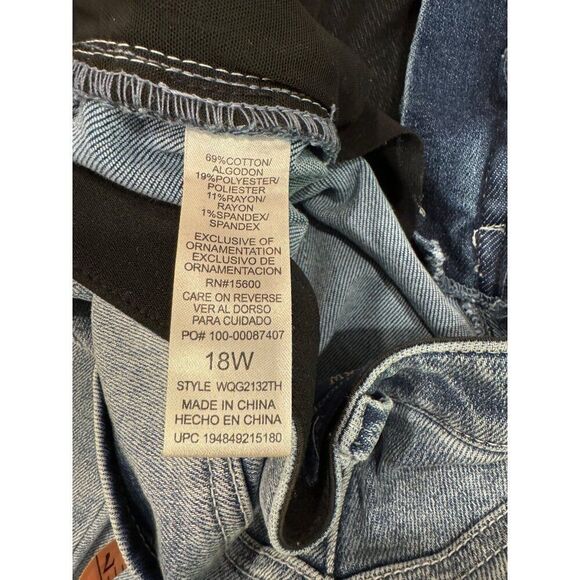 69%COTTON/
ALGODON
19%POLYESTER/
POLIESTER
11%RAYON/
RAYON
1%SPANDEX/
SPANDEX
EXCLUSIVE OF
ORNAMENTATION
EXCLUSIVO DE
ORNAMENTACION
RN#15600
CARE ON REVERSE
VER AL DORSO
PARA CUIDADO
PO# 100-00087407
18W
STYLE WQG2132TH
MADE IN CHINA
HECHO EN CHINA
UPC 194849215180